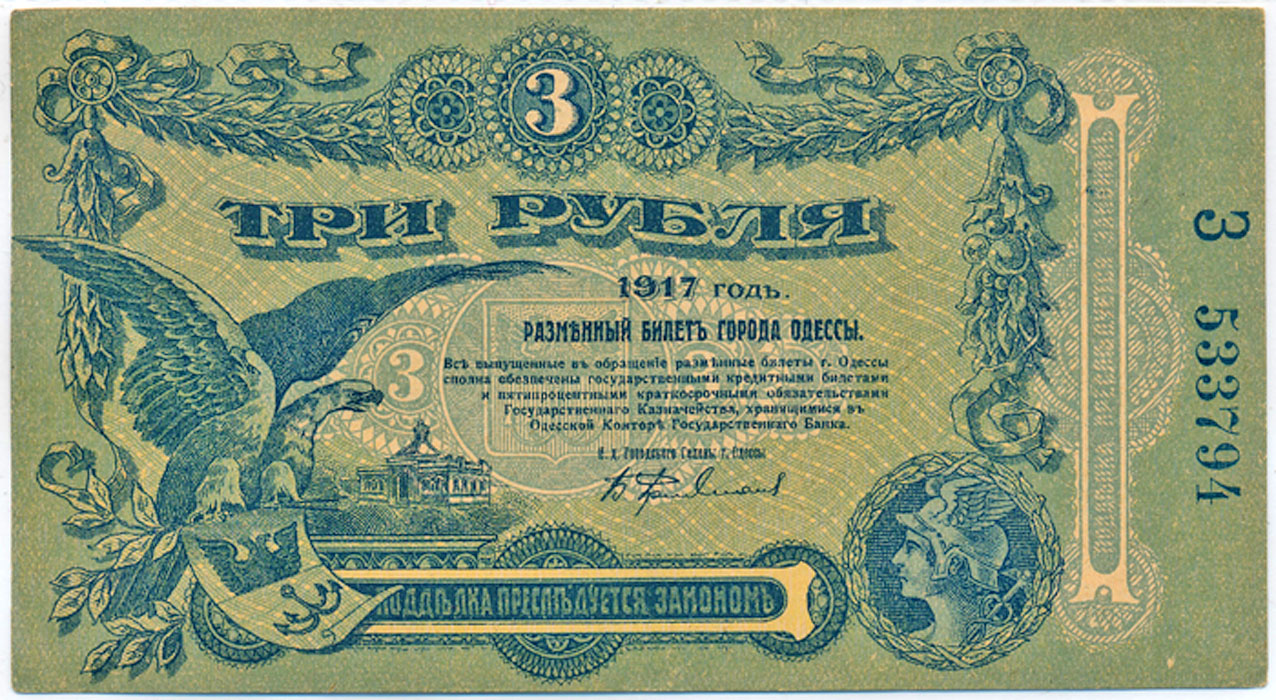 3
ТРИ РУБЛЯ
1917 годъ.
РАЗМѢННЫЙ БИЛЕТЪ ГОРОДА ОДЕССЫ.
3
3
Всѣ выпущенные въ обращеніе размѣнные билеты г. Одессы
сполна обезпечены государственными кредитными билетами
и пятипроцентными краткосрочными обязательствами
Государственнаго Казначейства, хранящимися въ
Одесской Конторѣ Государственнаго Банка.
И. д. Городского Головы г. Одессы
ПОДДѢЛКА ПРЕСЛѢДУЕТСЯ ЗАКОНОМЪ
З 533794